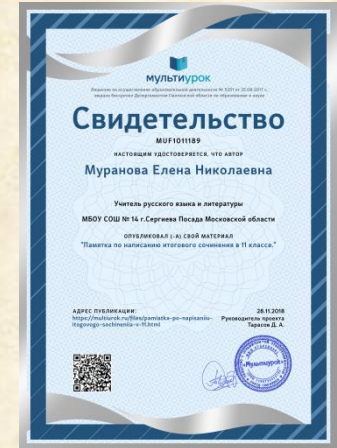 мультиурок
Свидетельство
MUF1011189
НАСТОЯЩИМ УДОСТОВЕРЯЕТСЯ, ЧТО АВТОР
Муранова Елена Николаевна
Учитель русского языка и литературы
МБОУ СОШ № 14 г.Сергиева Посада Московской области
ОПУБЛИКОВАЛ (-А) СВОЙ МАТЕРИАЛ
"Памятка по написанию итогового сочинения в 11 классе."
АДРЕС ПУБЛИКАЦИИ:
https://multiurok.ru/files/pamiatka-po-napisaniiu-
itogovogo-sochineniia-v-11.html
28.11.2018
Руководитель проекта
Тарасов Д. А.
«Мультиурок»